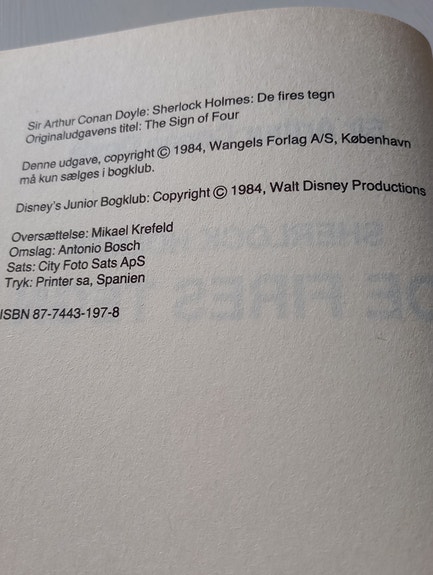 Sir Arthur Conan Doyle: Sherlock Holmes: De fires tegn
Originaludgavens titel: The Sign of Four
Denne udgave, copyright © 1984, Wangels Forlag A/S, København
må kun sælges i bogklub.
Disney's Junior Bogklub: Copyright © 1984, Walt Disney Productions
Oversættelse: Mikael Krefeld
Omslag: Antonio Bosch
Sats: City Foto Sats ApS
Tryk: Printer sa, Spanien
ISBN 87-7443-197-8